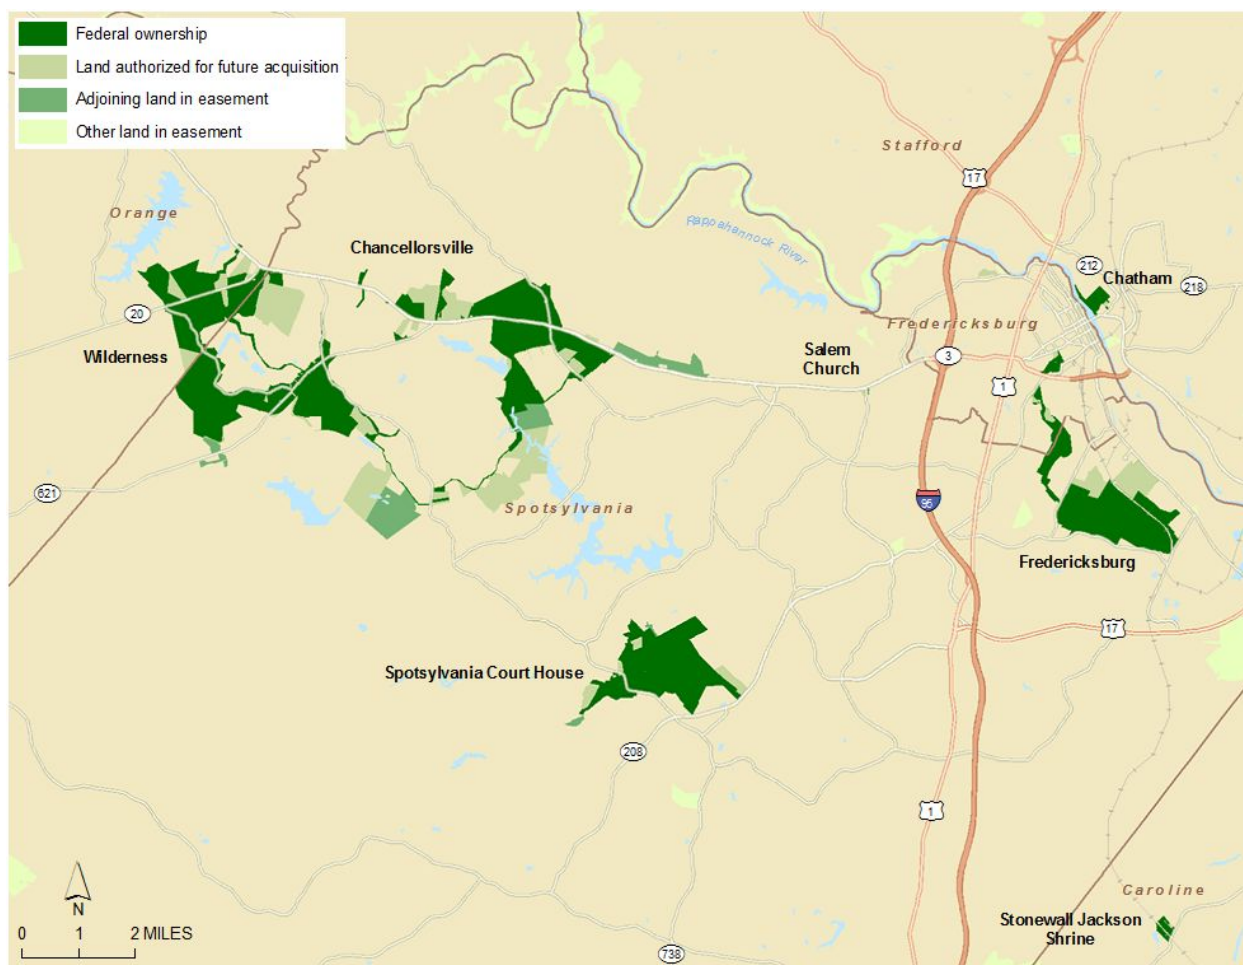 Federal ownership
Land authorized for future acquisition
Adjoining land in easement
Other land in easement
Stafford
17
Orange
Rappahannock River
Chancellorsville
212
Chatham
218
20
Fredericksburg
Wilderness
Salem
Church
3
1
621
Spotsylvania
95
Fredericksburg
17
Spotsylvania Court House
208
1
N
Caroline
Stonewall Jackson
Shrine
0 1 2 MILES
738